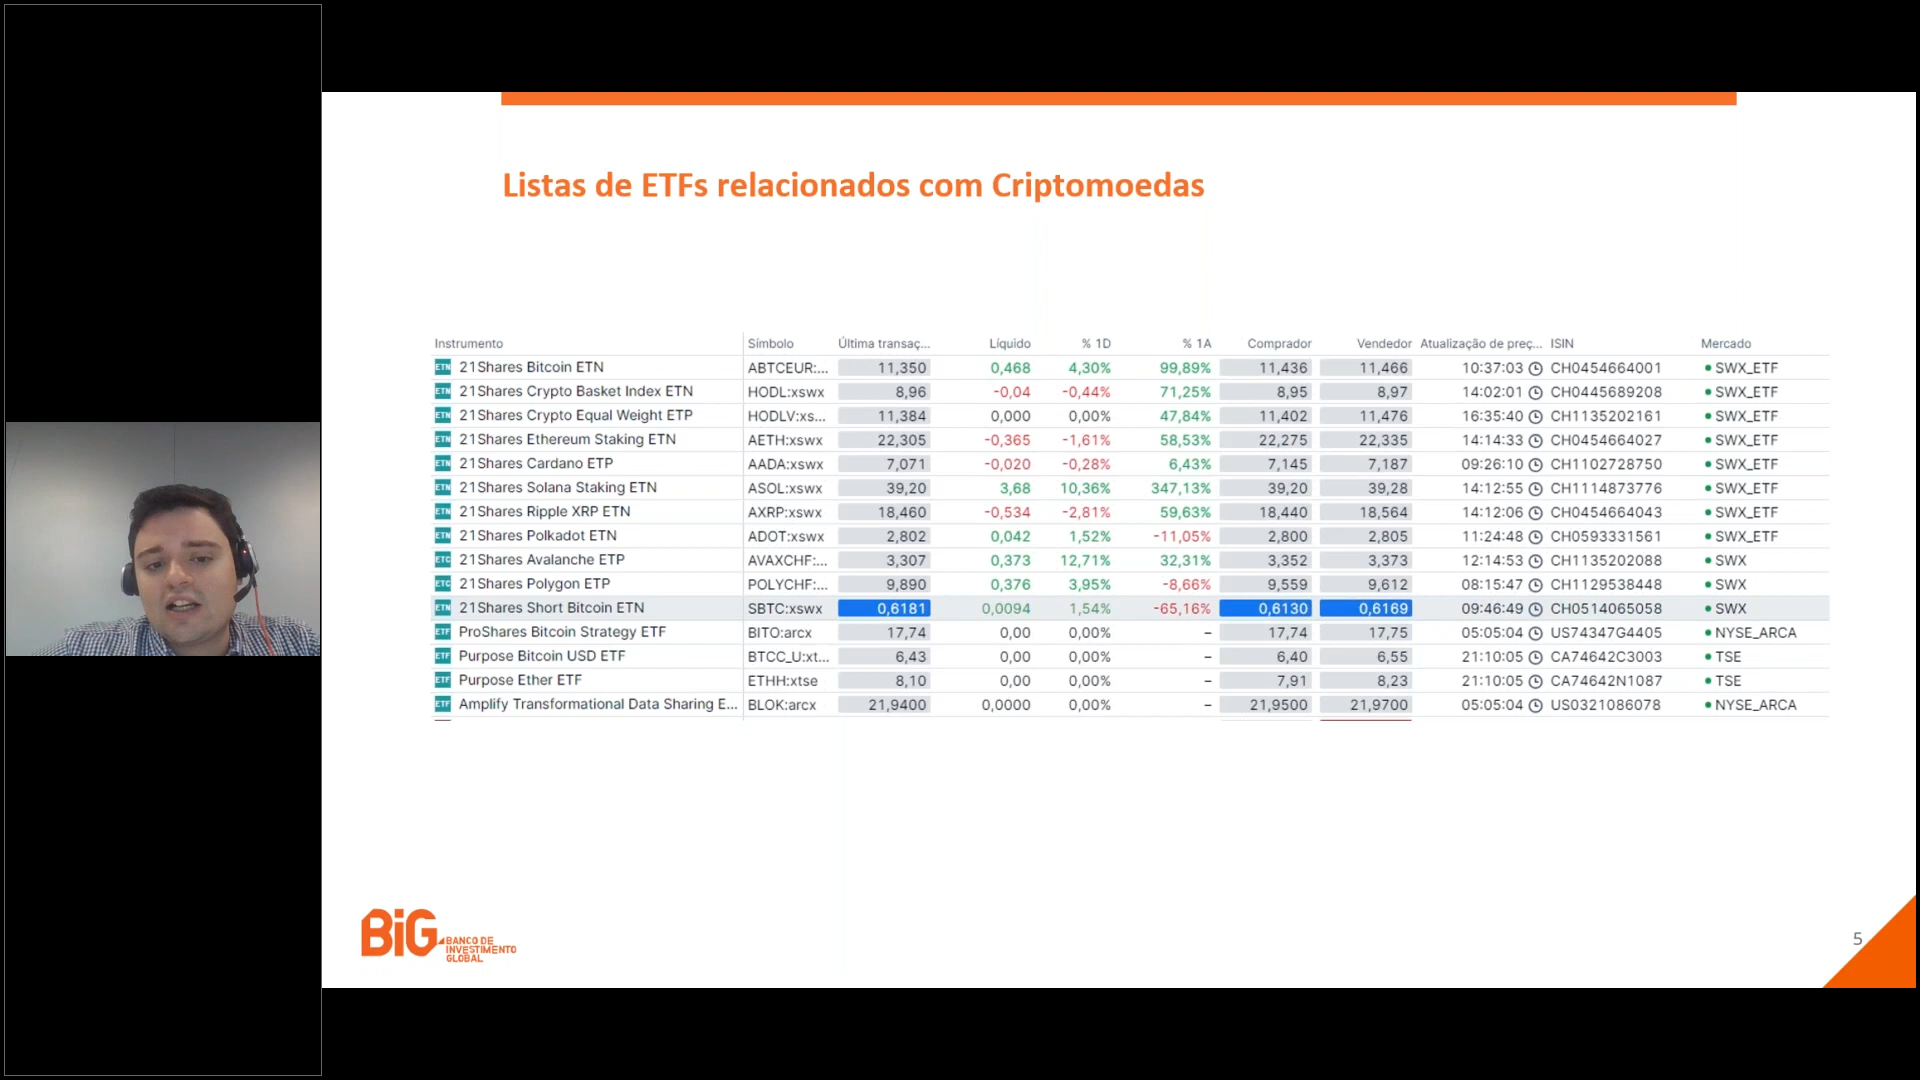 Listas de ETFs relacionados com Criptomoedas
Instrumento Símbolo Última transaç... Líquido % 1D % 1A Comprador Vendedor Atualização de preç... ISIN Mercado
ETN 21Shares Bitcoin ETN ABTCEUR:... 11,350 0,468 4,30% 99,89% 11,436 11,466 10:37:03 CH0454664001 SWX_ETF
ETN 21Shares Crypto Basket Index ETN HODL:xswx 8,96 -0,04 -0,44% 71,25% 8,95 8,97 14:02:01 CH0445689208 SWX_ETF
ETN 21Shares Crypto Equal Weight ETP HODLV:xs... 11,384 0,000 0,00% 47,84% 11,402 11,476 16:35:40 CH1135202161 SWX_ETF
ETN 21Shares Ethereum Staking ETN AETH:xswx 22,305 -0,365 -1,61% 58,53% 22,275 22,335 14:14:33 CH0454664027 SWX_ETF
ETN 21Shares Cardano ETP AADA:xswx 7,071 -0,020 -0,28% 6,43% 7,145 7,187 09:26:10 CH1102728750 SWX_ETF
ETN 21Shares Solana Staking ETN ASOL:xswx 39,20 3,68 10,36% 347,13% 39,20 39,28 14:12:55 CH1114873776 SWX_ETF
ETN 21Shares Ripple XRP ETN AXRP:xswx 18,460 -0,534 -2,81% 59,63% 18,440 18,564 14:12:06 CH0454664043 SWX_ETF
ETN 21Shares Polkadot ETN ADOT:xswx 2,802 0,042 1,52% -11,05% 2,800 2,805 11:24:48 CH0593331561 SWX_ETF
ETC 21Shares Avalanche ETP AVAXCHF:... 3,307 0,373 12,71% 32,31% 3,352 3,373 12:14:53 CH1135202088 SWX
ETC 21Shares Polygon ETP POLYCHF:... 9,890 0,376 3,95% -8,66% 9,559 9,612 08:15:47 CH1129538448 SWX
ETN 21Shares Short Bitcoin ETN SBTC:xswx 0,6181 0,0094 1,54% -65,16% 0,6130 0,6169 09:46:49 CH0514065058 SWX
ETF ProShares Bitcoin Strategy ETF BITO:arcx 17,74 0,00 0,00% – 17,74 17,75 05:05:04 US74347G4405 NYSE_ARCA
ETF Purpose Bitcoin USD ETF BTCC_U:xt... 6,43 0,00 0,00% – 6,40 6,55 21:10:05 CA74642C3003 TSE
ETF Purpose Ether ETF ETHH:xtse 8,10 0,00 0,00% – 7,91 8,23 21:10:05 CA74642N1087 TSE
ETF Amplify Transformational Data Sharing E... BLOK:arcx 21,9400 0,0000 0,00% – 21,9500 21,9700 05:05:04 US0321086078 NYSE_ARCA
BiG
BANCO DE
INVESTIMENTO
GLOBAL
5